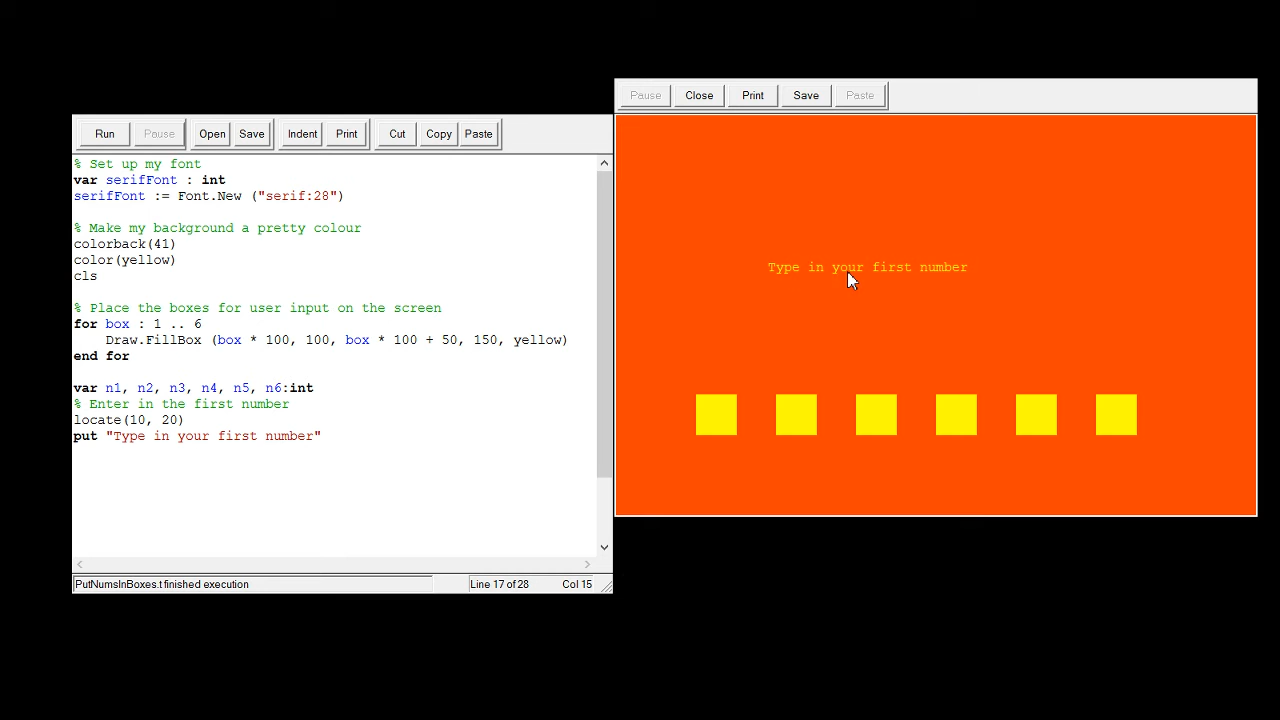 Pause Close Print Save Paste
Run Pause Open Save Indent Print Cut Copy Paste
% Set up my font
var serifFont : int
serifFont := Font.New ("serif:28")
% Make my background a pretty colour
colorback(41)
color(yellow)
cls
% Place the boxes for user input on the screen
for box : 1 .. 6
Draw.FillBox (box * 100, 100, box * 100 + 50, 150, yellow)
end for
var n1, n2, n3, n4, n5, n6:int
% Enter in the first number
locate(10, 20)
put "Type in your first number"
PutNumsInBoxes.t finished execution Line 17 of 28 Col 15
Type in your first number